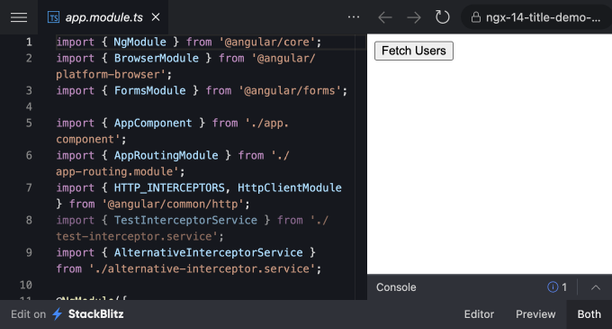 app.module.ts
ngx-14-title-demo-...
1 import { NgModule } from '@angular/core';
2 import { BrowserModule } from '@angular/
platform-browser';
3 import { FormsModule } from '@angular/forms';
4
5 import { AppComponent } from './app.
component';
6 import { AppRoutingModule } from './
app-routing.module';
7 import { HTTP_INTERCEPTORS, HttpClientModule
} from '@angular/common/http';
8 import { TestInterceptorService } from './
test-interceptor.service';
9 import { AlternativeInterceptorService }
from './alternative-interceptor.service';
10
11 @NgModule({
Fetch Users
Console
1
Edit on StackBlitz
Editor
Preview
Both